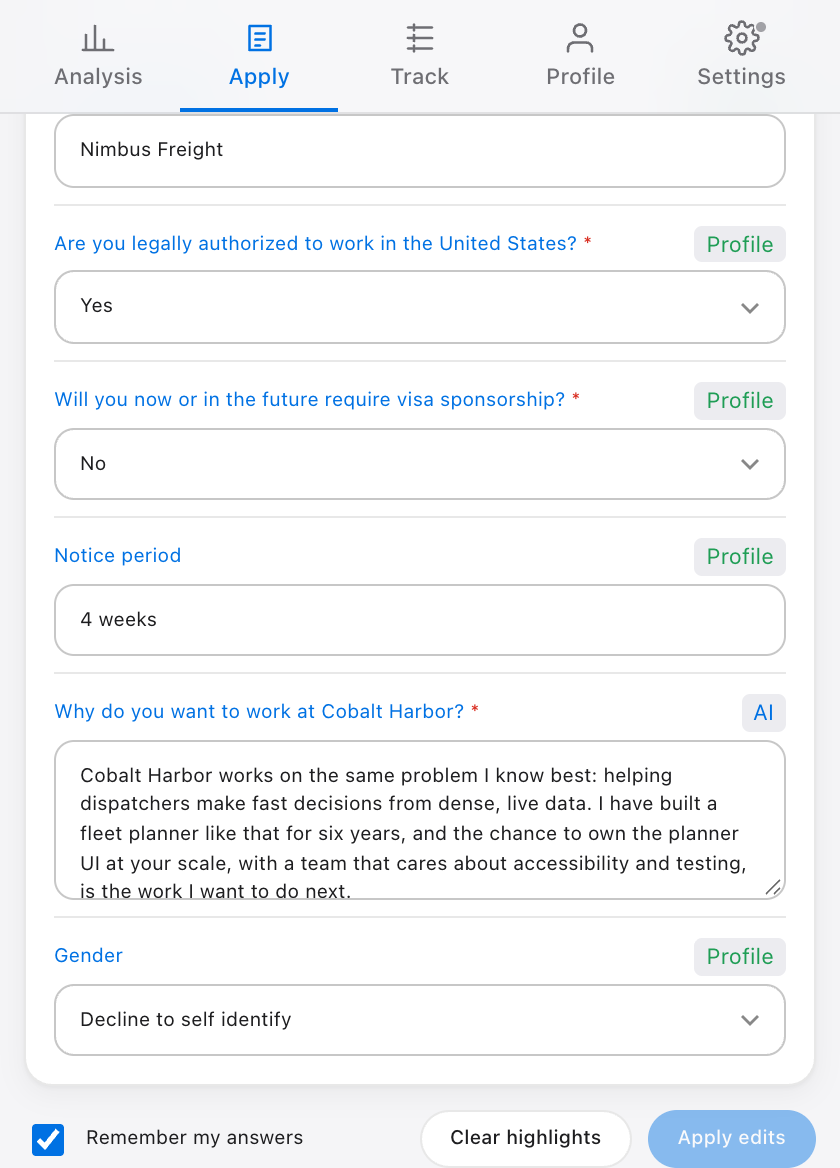 Analysis
Apply
Track
Profile
Settings
Nimbus Freight
Are you legally authorized to work in the United States? *
Profile
Yes
Will you now or in the future require visa sponsorship? *
Profile
No
Notice period
Profile
4 weeks
Why do you want to work at Cobalt Harbor? *
AI
Cobalt Harbor works on the same problem I know best: helping
dispatchers make fast decisions from dense, live data. I have built a
fleet planner like that for six years, and the chance to own the planner
UI at your scale, with a team that cares about accessibility and testing,
is the work I want to do next.
Gender
Profile
Decline to self identify
Remember my answers
Clear highlights
Apply edits